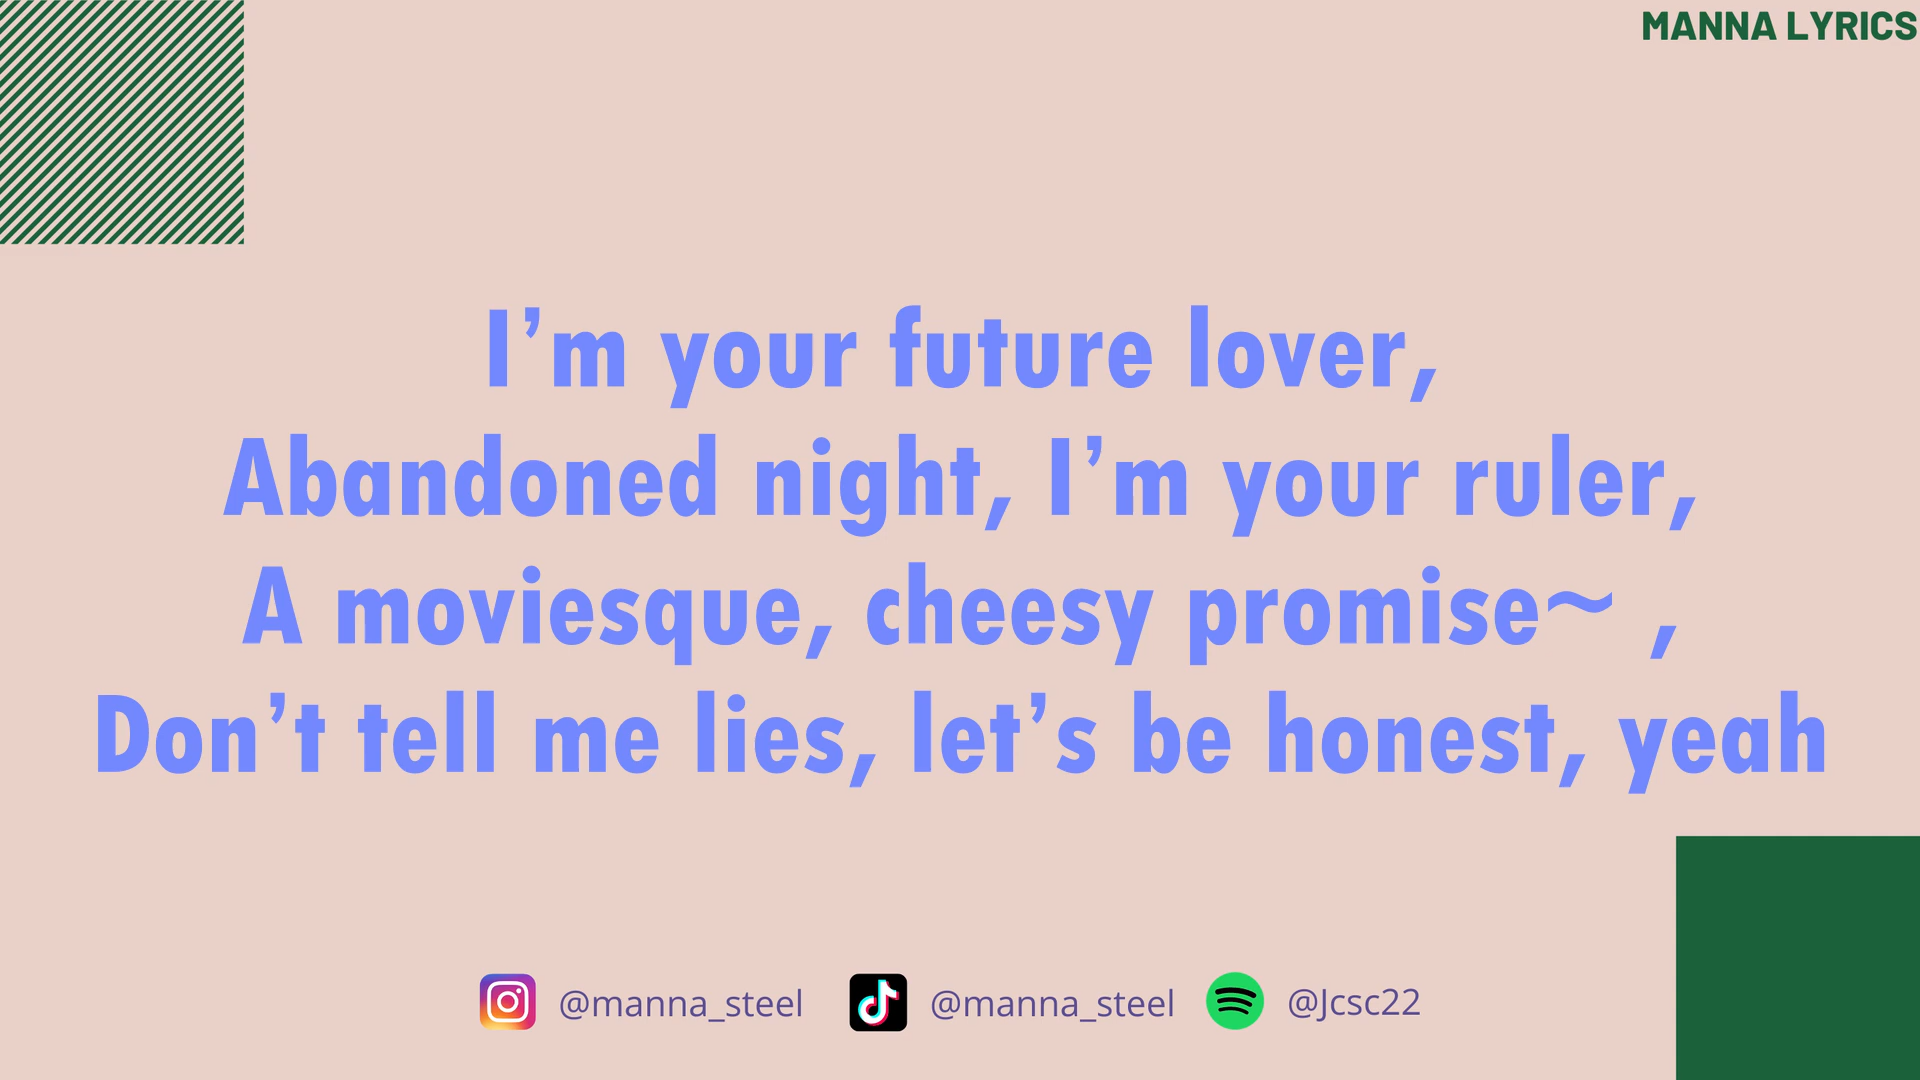 MANNA LYRICS
I’m your future lover,
Abandoned night, I’m your ruler,
A moviesque, cheesy promise~ ,
Don’t tell me lies, let’s be honest, yeah
@manna_steel @manna_steel @Jcsc22